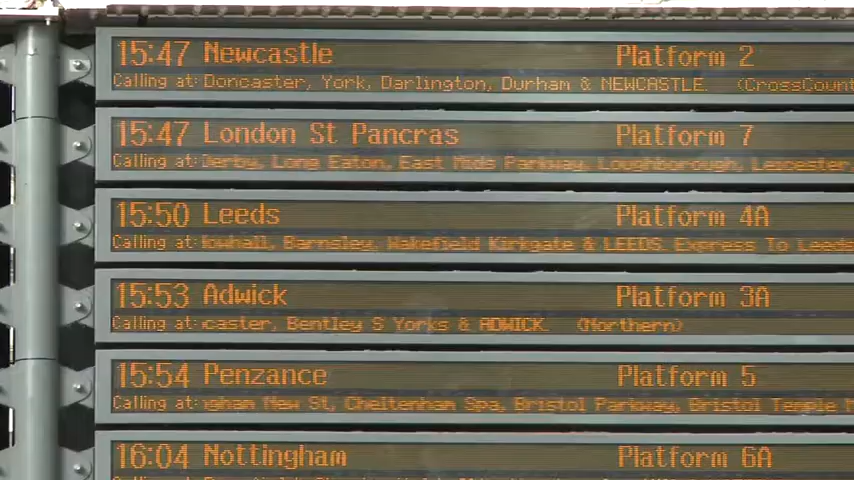 15:47 Newcastle Platform 2
Calling at: Doncaster, York, Darlington, Durham & NEWCASTLE. (CrossCount
15:47 London St Pancras Platform 7
Calling at: Derby, Long Eaton, East Mids Parkway, Loughborough, Leicester,
15:50 Leeds Platform 4A
Calling at: owhall, Barnsley, Wakefield Kirkgate & LEEDS. Express To Leeds
15:53 Adwick Platform 3A
Calling at: caster, Bentley S Yorks & ADWICK. (Northern)
15:54 Penzance Platform 5
Calling at: gham New St, Cheltenham Spa, Bristol Parkway, Bristol Temple M
16:04 Nottingham Platform 6A